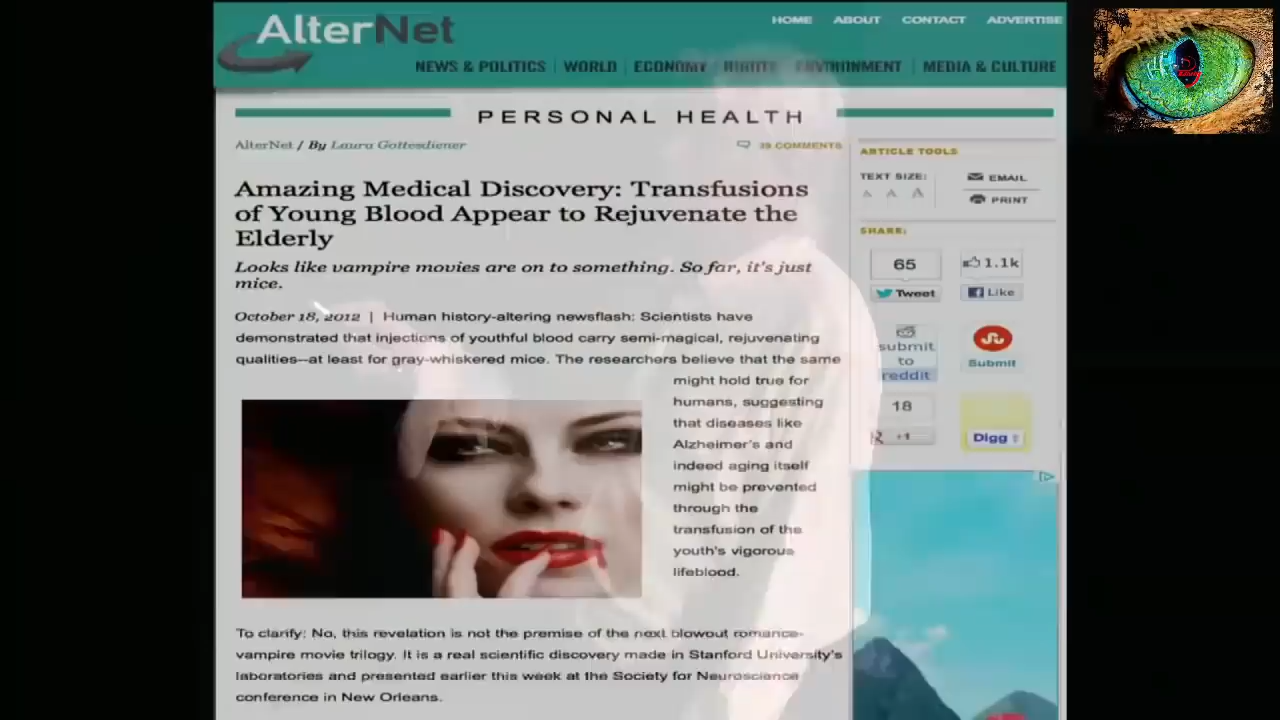 AlterNet
HOME ABOUT CONTACT ADVERTISE
NEWS & POLITICS WORLD ECONOMY RIGHTS ENVIRONMENT MEDIA & CULTURE
PERSONAL HEALTH
AlterNet / By Laura Gottesdiener
39 COMMENTS
Amazing Medical Discovery: Transfusions
of Young Blood Appear to Rejuvenate the
Elderly
Looks like vampire movies are on to something. So far, it's just
mice.
October 18, 2012 | Human history-altering newsflash: Scientists have
demonstrated that injections of youthful blood carry semi-magical, rejuvenating
qualities--at least for gray-whiskered mice. The researchers believe that the same
might hold true for
humans, suggesting
that diseases like
Alzheimer's and
indeed aging itself
might be prevented
through the
transfusion of the
youth's vigorous
lifeblood.
To clarify: No, this revelation is not the premise of the next blowout romance-
vampire movie trilogy. It is a real scientific discovery made in Stanford University's
laboratories and presented earlier this week at the Society for Neuroscience
conference in New Orleans.
ARTICLE TOOLS
TEXT SIZE:
A A A
EMAIL
PRINT
SHARE:
65
Tweet
1.1k
Like
submit
to
reddit
Submit
18
+1
Digg